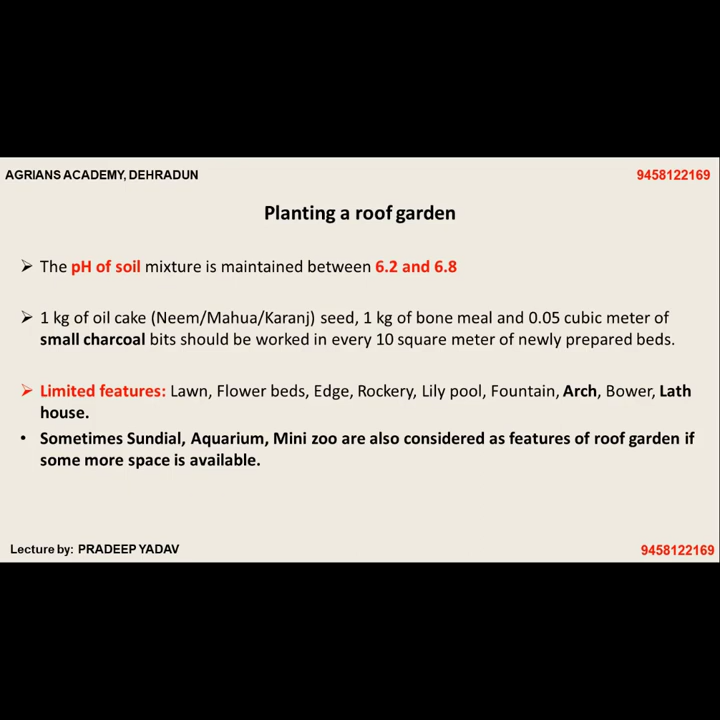 AGRIANS ACADEMY, DEHRADUN 9458122169
Planting a roof garden
➢ The pH of soil mixture is maintained between 6.2 and 6.8
➢ 1 kg of oil cake (Neem/Mahua/Karanj) seed, 1 kg of bone meal and 0.05 cubic meter of
small charcoal bits should be worked in every 10 square meter of newly prepared beds.
➢ Limited features: Lawn, Flower beds, Edge, Rockery, Lily pool, Fountain, Arch, Bower, Lath
house.
• Sometimes Sundial, Aquarium, Mini zoo are also considered as features of roof garden if
some more space is available.
Lecture by: PRADEEP YADAV 9458122169